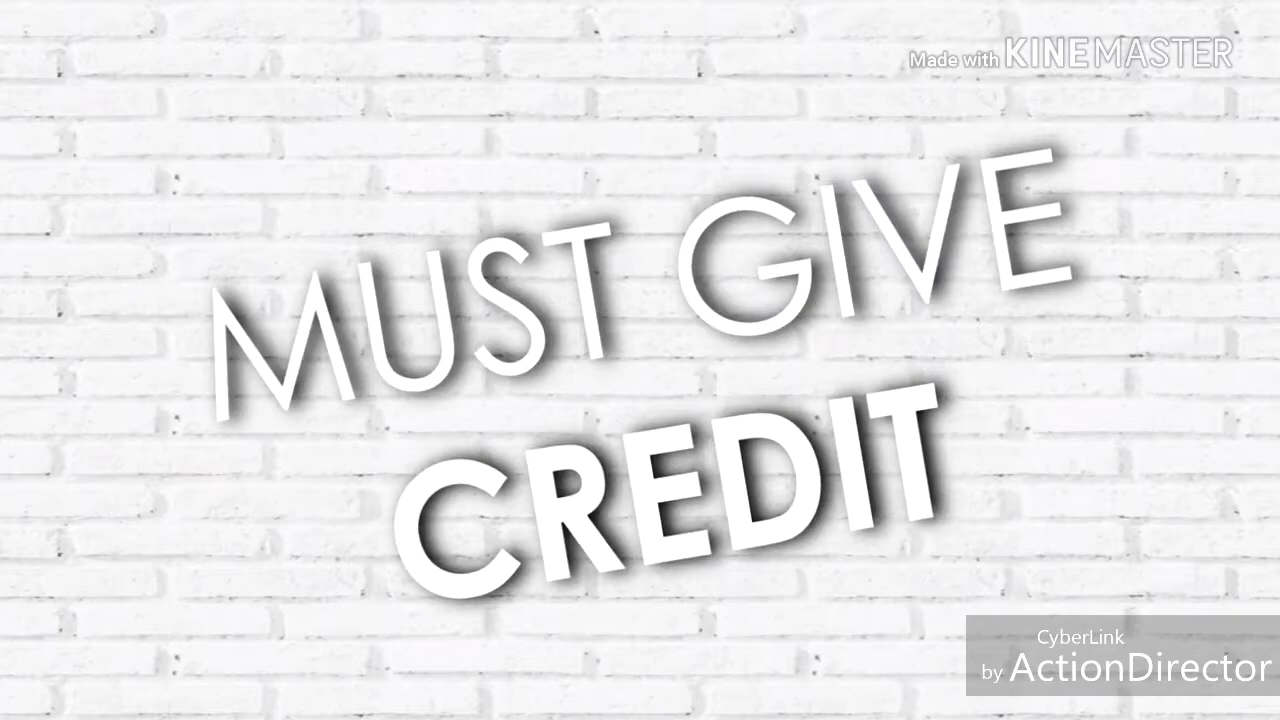 Made with KINEMASTER
MUST GIVE
CREDIT
CyberLink
by ActionDirector